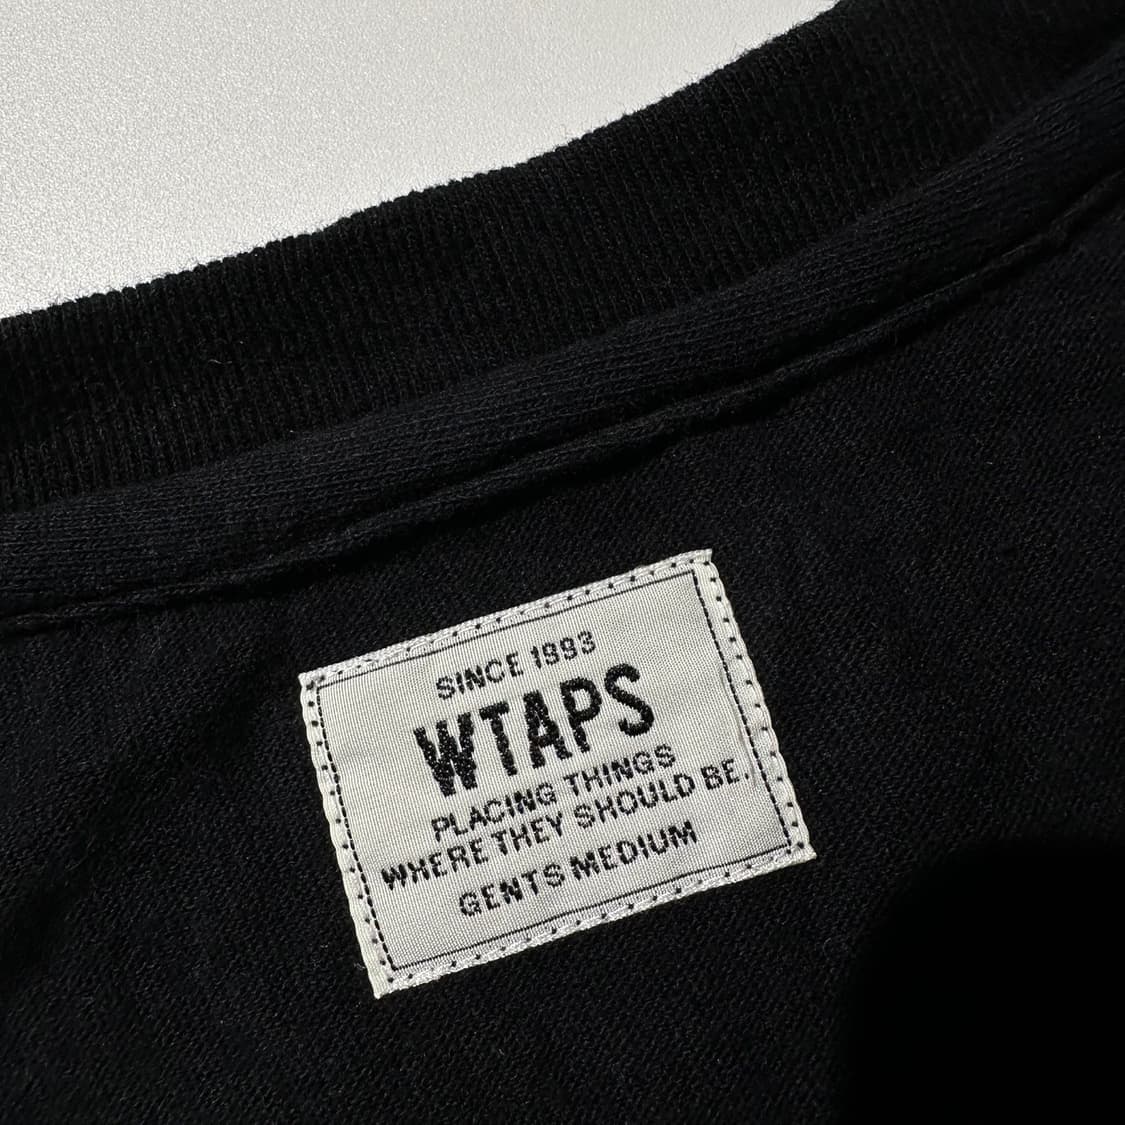 SINCE 1993
WTAPS
PLACING THINGS
WHERE THEY SHOULD BE.
GENTS MEDIUM